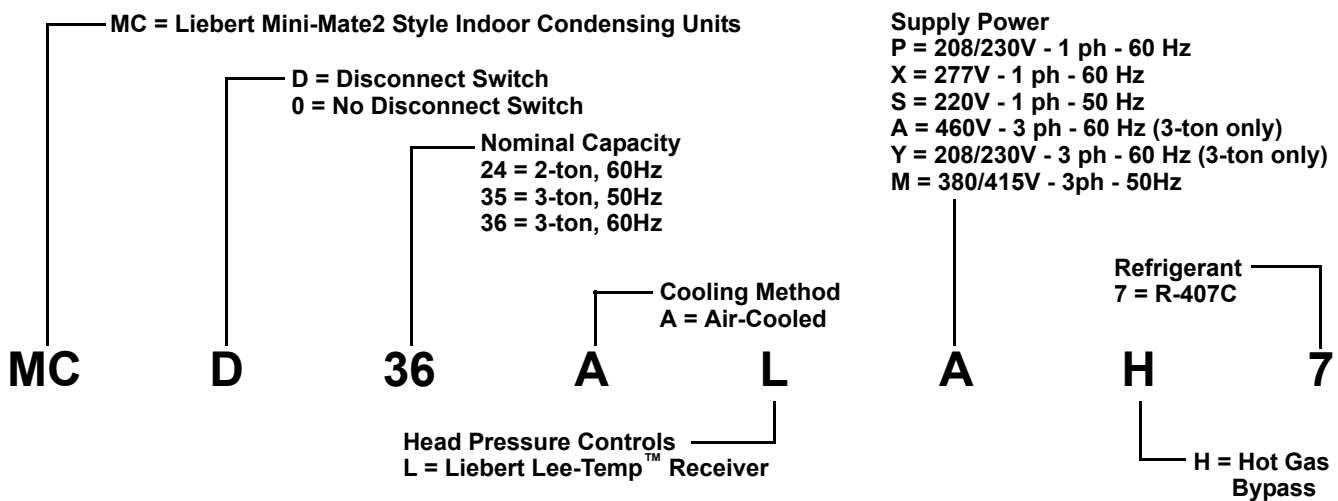 MC = Liebert Mini-Mate2 Style Indoor Condensing Units
D = Disconnect Switch
0 = No Disconnect Switch
Nominal Capacity
24 = 2-ton, 60Hz
35 = 3-ton, 50Hz
36 = 3-ton, 60Hz
Cooling Method
A = Air-Cooled
Supply Power
P = 208/230V - 1 ph - 60 Hz
X = 277V - 1 ph - 60 Hz
S = 220V - 1 ph - 50 Hz
A = 460V - 3 ph - 60 Hz (3-ton only)
Y = 208/230V - 3 ph - 60 Hz (3-ton only)
M = 380/415V - 3ph - 50Hz
Refrigerant
7 = R-407C
MC D 36 A L A H 7
Head Pressure Controls
L = Liebert Lee-Temp™ Receiver
H = Hot Gas
Bypass